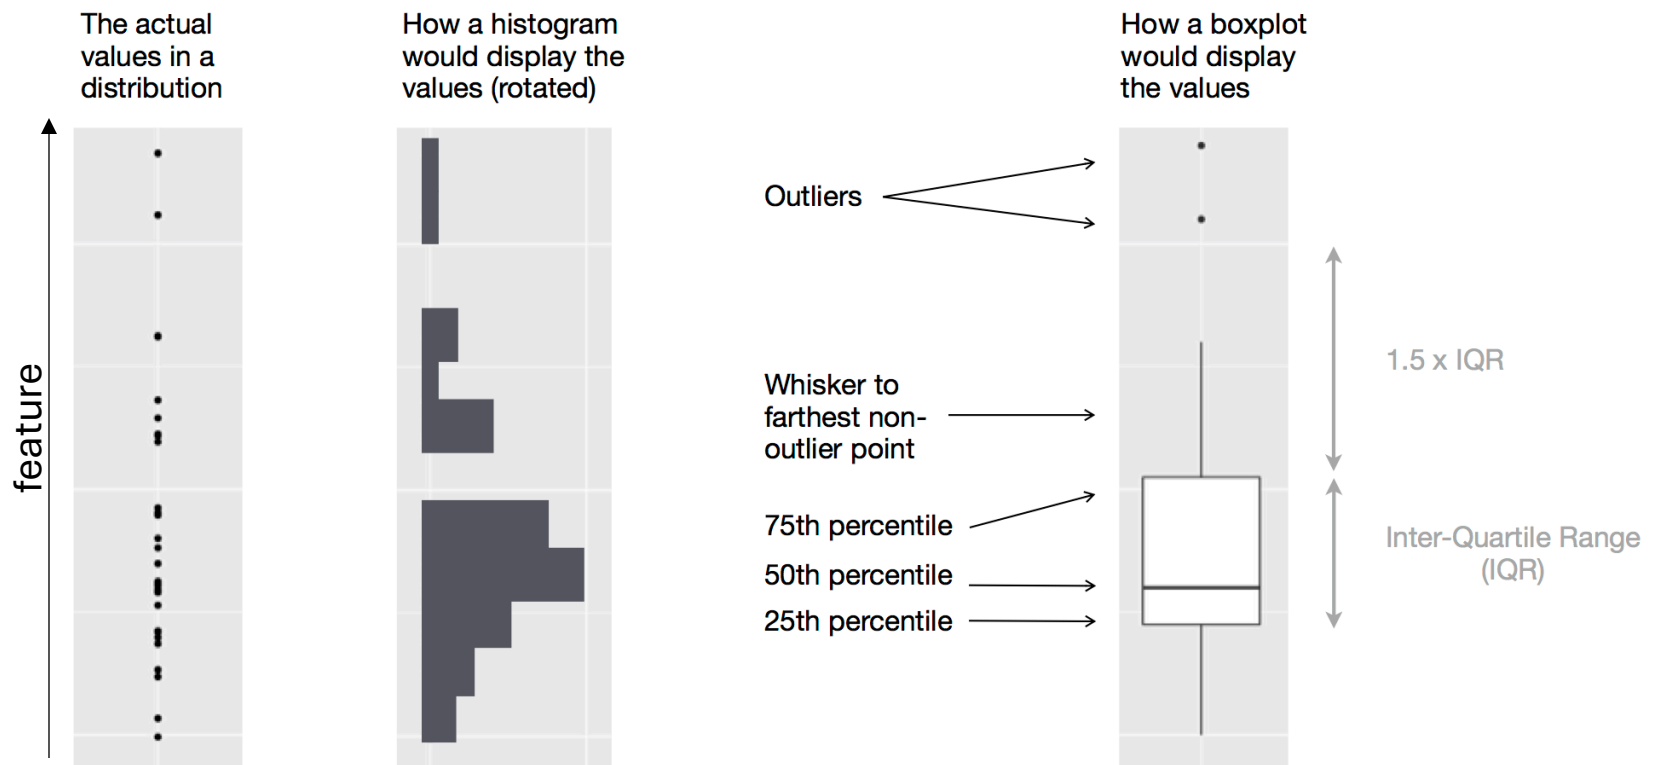 The actual
values in a
distribution
How a histogram
would display the
values (rotated)
How a boxplot
would display
the values
feature
Outliers
Whisker to
farthest non-
outlier point
75th percentile
50th percentile
25th percentile
1.5 x IQR
Inter-Quartile Range
(IQR)